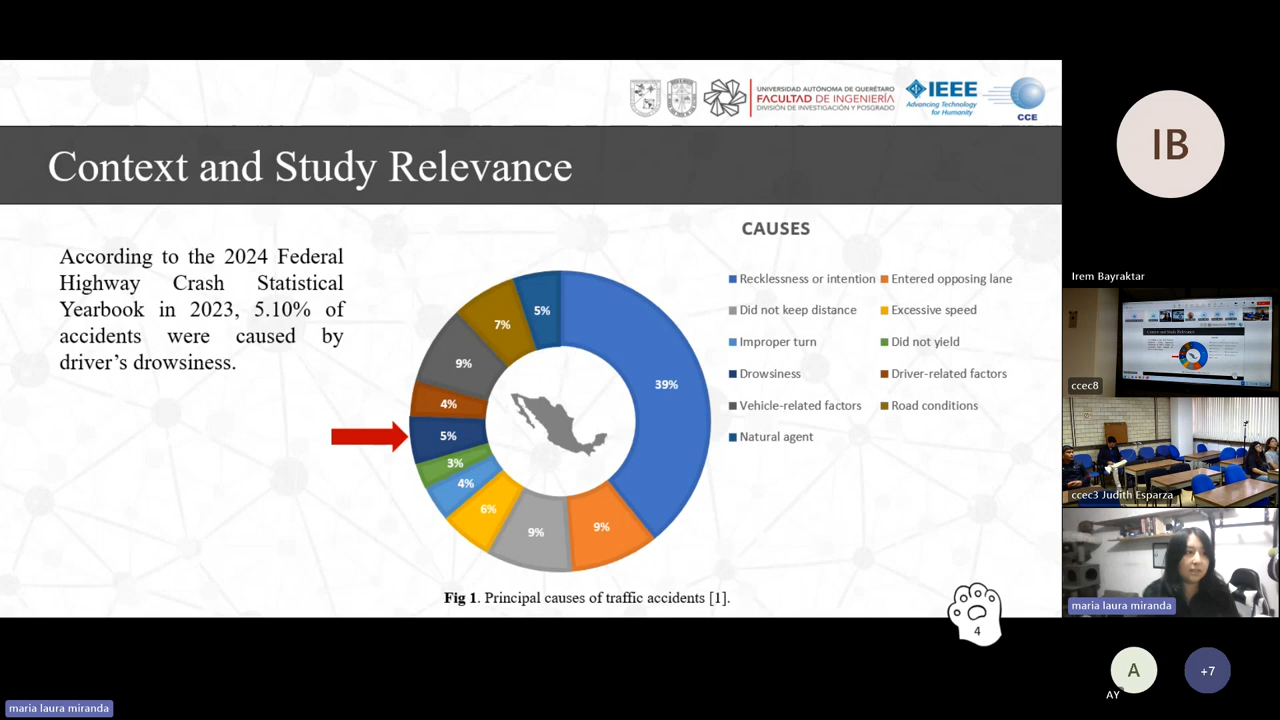 UNIVERSIDAD AUTÓNOMA DE QUERÉTARO
FACULTAD DE INGENIERÍA
DIVISIÓN DE INVESTIGACIÓN Y POSGRADO
IEEE
Advancing Technology
for Humanity
CCE
Context and Study Relevance
According to the 2024 Federal
Highway Crash Statistical
Yearbook in 2023, 5.10% of
accidents were caused by
driver’s drowsiness.
CAUSES
Recklessness or intention
Entered opposing lane
Did not keep distance
Excessive speed
Improper turn
Did not yield
Drowsiness
Driver-related factors
Vehicle-related factors
Road conditions
Natural agent
39%
9%
9%
6%
4%
3%
5%
4%
9%
7%
5%
Fig 1. Principal causes of traffic accidents [1].
4
IB
Irem Bayraktar
ccec8
ccec3 Judith Esparza
maria laura miranda
A
AY
+7
maria laura miranda